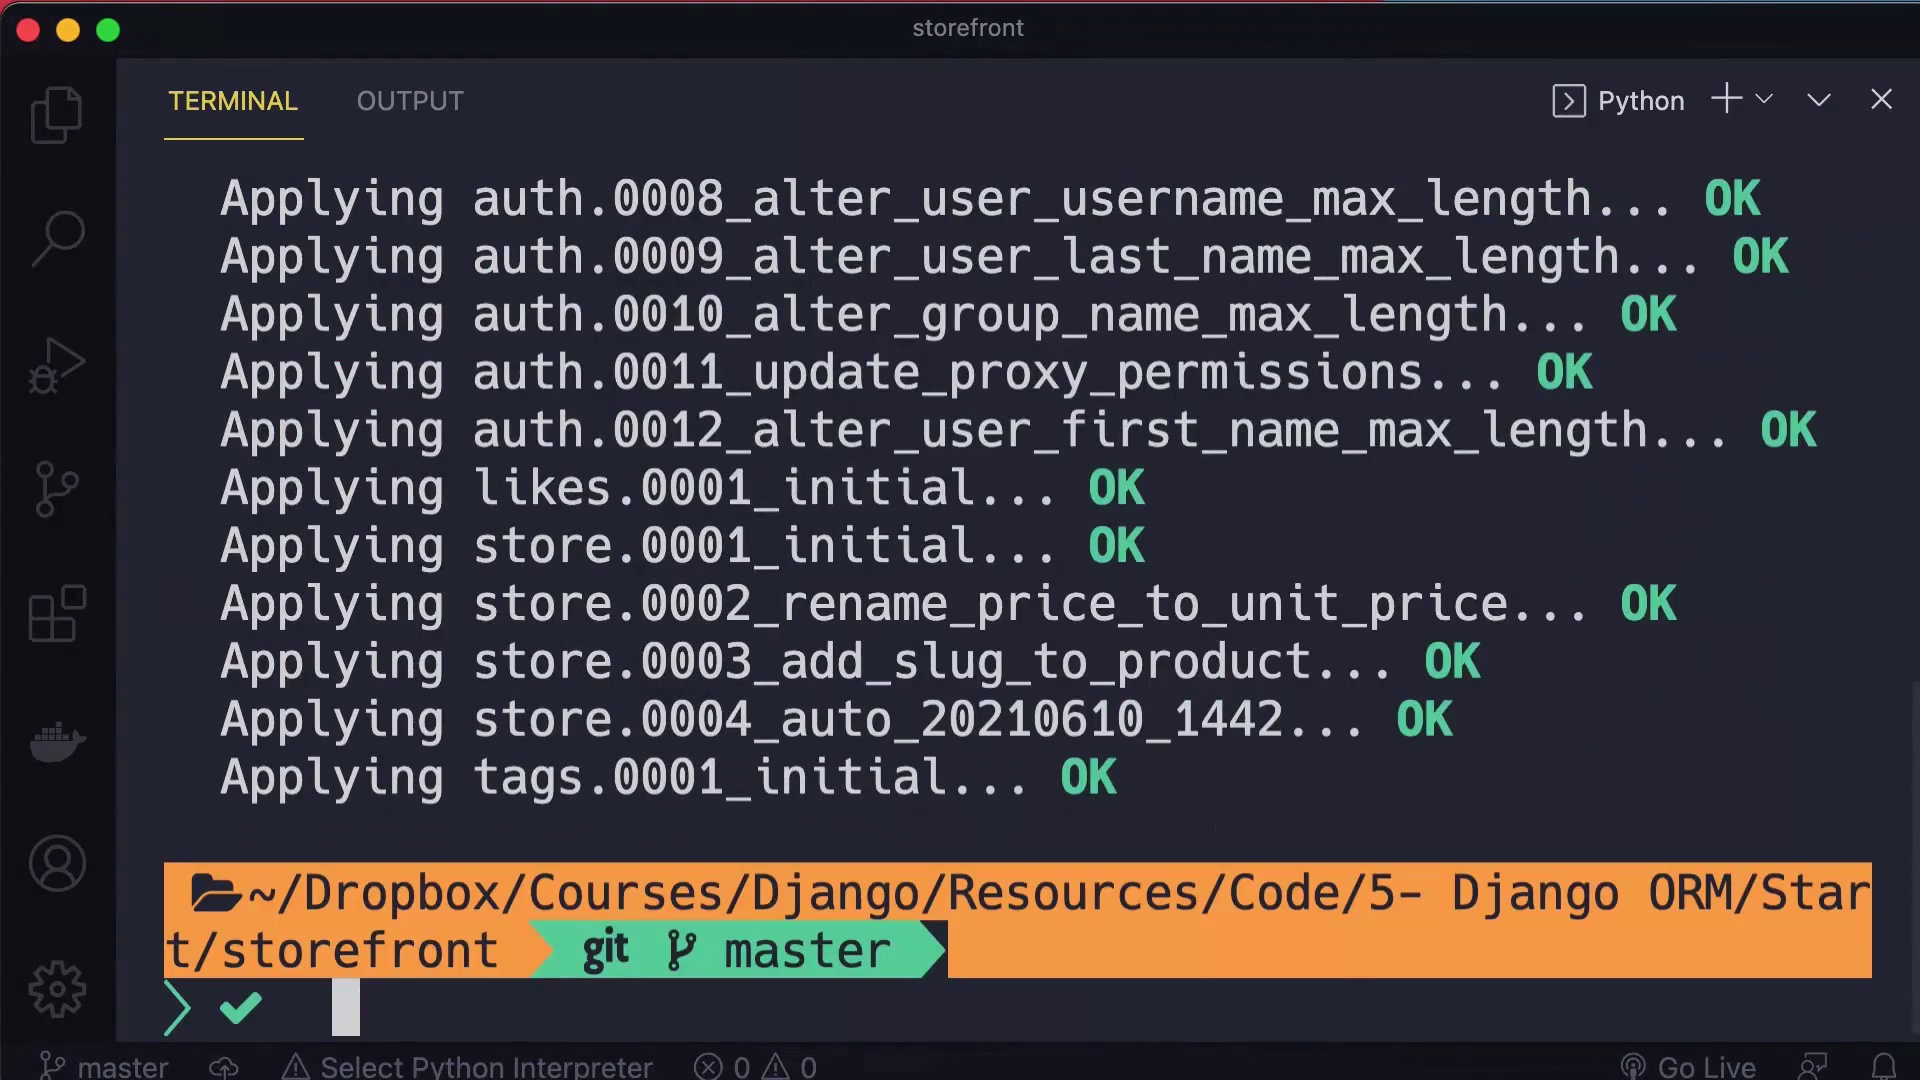 storefront
TERMINAL OUTPUT Python
Applying auth.0008_alter_user_username_max_length... OK
Applying auth.0009_alter_user_last_name_max_length... OK
Applying auth.0010_alter_group_name_max_length... OK
Applying auth.0011_update_proxy_permissions... OK
Applying auth.0012_alter_user_first_name_max_length... OK
Applying likes.0001_initial... OK
Applying store.0001_initial... OK
Applying store.0002_rename_price_to_unit_price... OK
Applying store.0003_add_slug_to_product... OK
Applying store.0004_auto_20210610_1442... OK
Applying tags.0001_initial... OK
~/Dropbox/Courses/Django/Resources/Code/5- Django ORM/Star
t/storefront git master
master Select Python Interpreter 0 0 Go Live